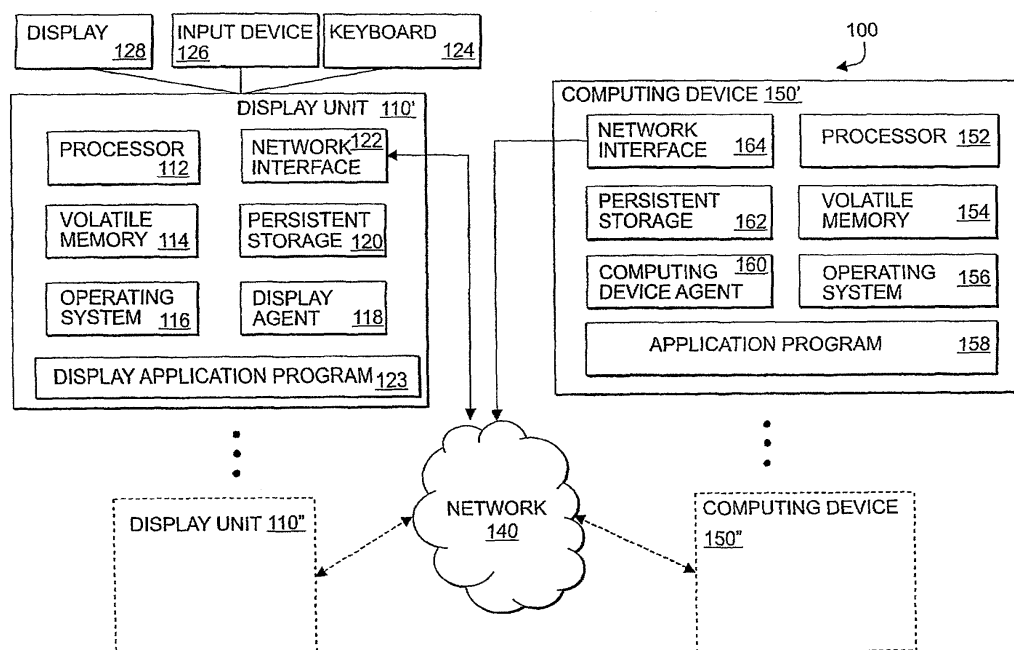 DISPLAY
128
INPUT DEVICE
126
KEYBOARD
124
100
DISPLAY UNIT 110'
PROCESSOR
112
NETWORK 122
INTERFACE
VOLATILE
MEMORY 114
PERSISTENT
STORAGE 120
OPERATING
SYSTEM 116
DISPLAY
AGENT 118
DISPLAY APPLICATION PROGRAM 123
COMPUTING DEVICE 150'
NETWORK
INTERFACE 164
PROCESSOR 152
PERSISTENT
STORAGE 162
VOLATILE
MEMORY 154
COMPUTING 160
DEVICE AGENT
OPERATING
SYSTEM 156
APPLICATION PROGRAM 158
DISPLAY UNIT 110"
NETWORK
140
COMPUTING DEVICE
150"